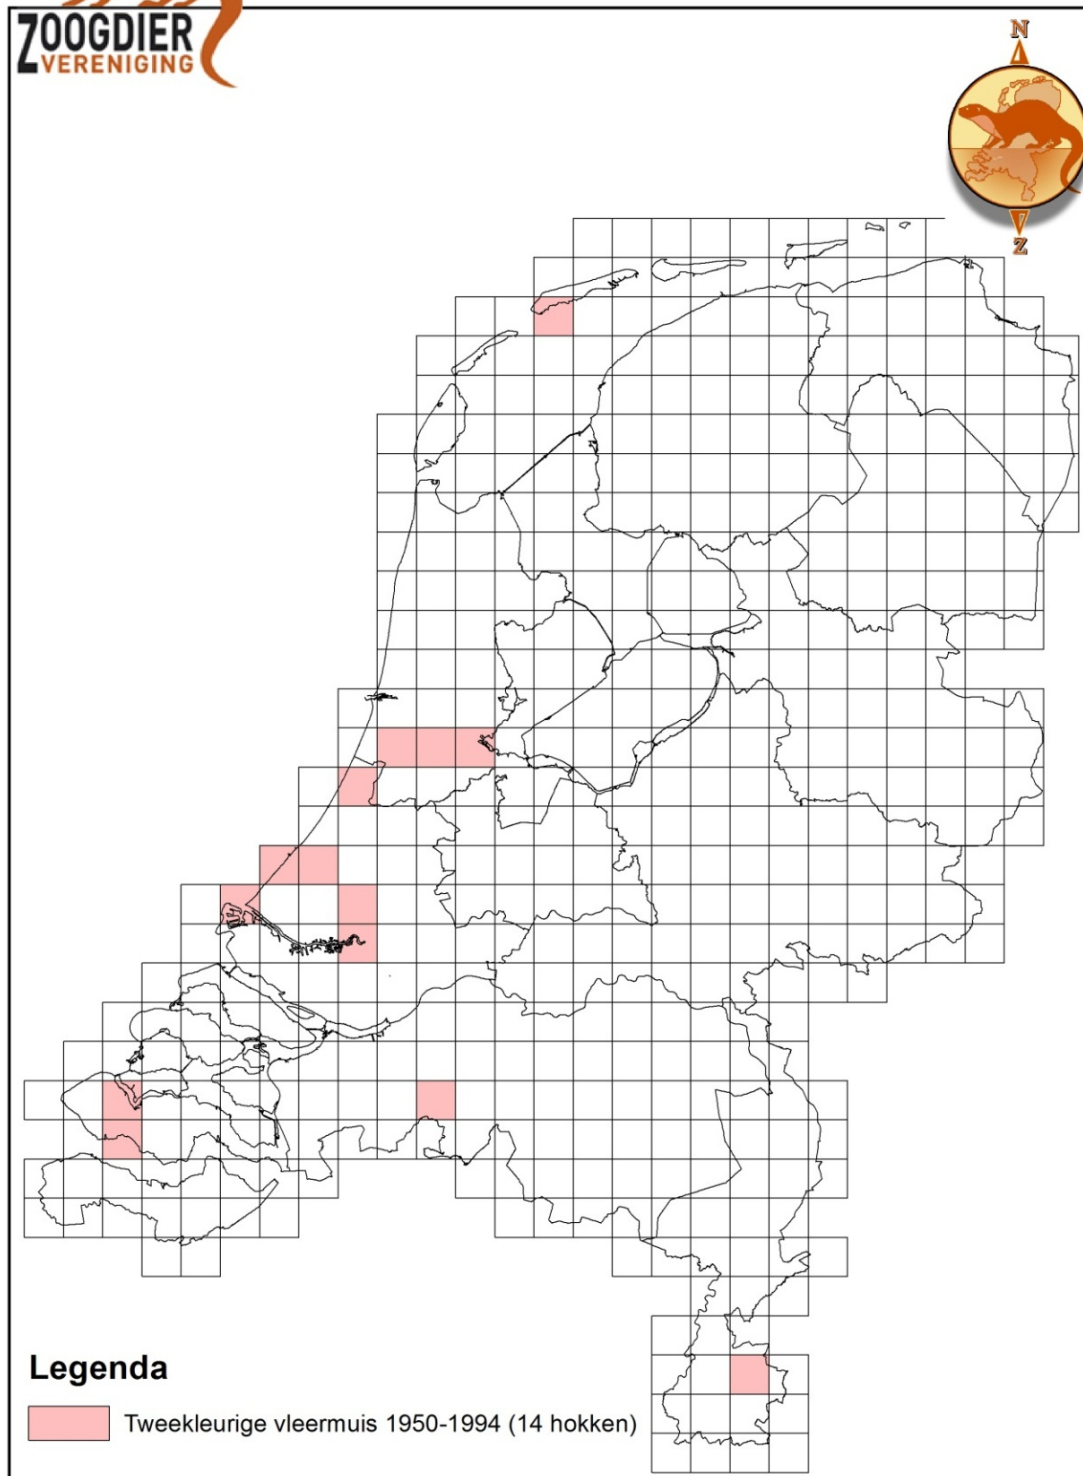 ZOOGDIER
VERENIGING
N
Z
Legenda
Tweekleurige vleermuis 1950-1994 (14 hokken)